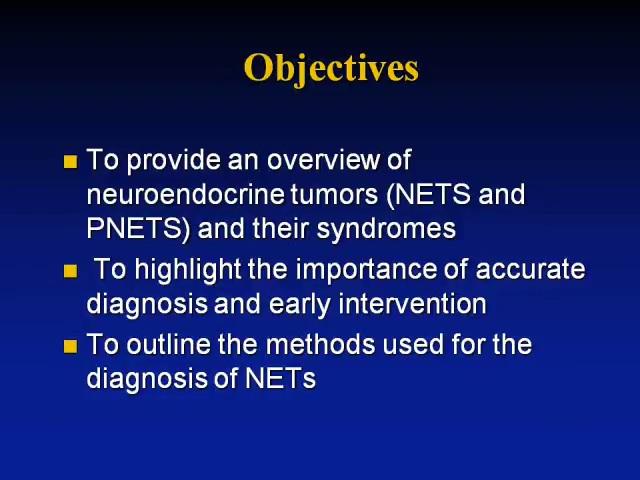 Objectives
To provide an overview of
neuroendocrine tumors (NETS and
PNETS) and their syndromes
To highlight the importance of accurate
diagnosis and early intervention
To outline the methods used for the
diagnosis of NETs